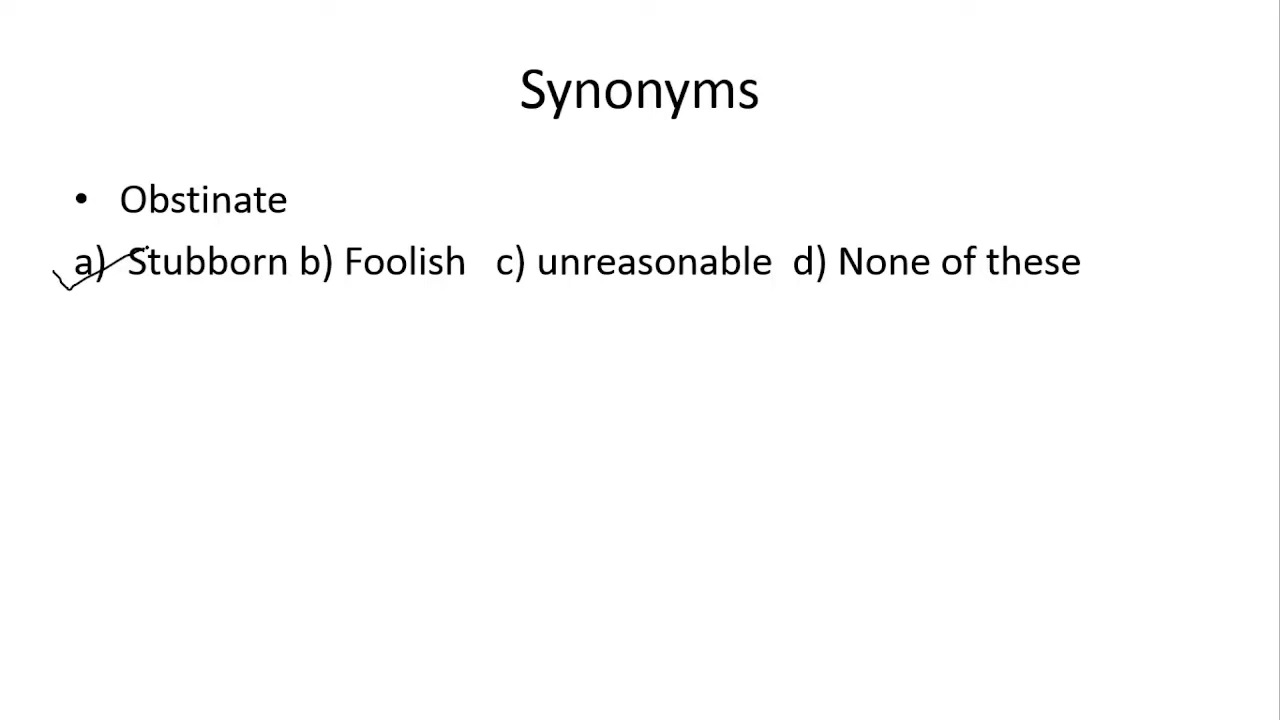 Synonyms
• Obstinate
a) Stubborn b) Foolish c) unreasonable d) None of these